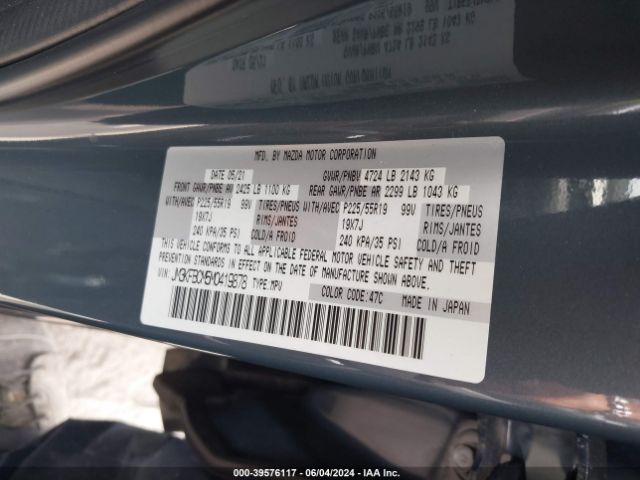 MFD. BY MAZDA MOTOR CORPORATION
DATE 05/21 GVWR/PNBV 4724 LB 2143 KG
FRONT GAWR/PNBE AV 2425 LB 1100 KG REAR GAWR/PNBE AR 2299 LB 1043 KG
WITH/AVEC P225/55R19 99V TIRES/PNEUS WITH/AVEC P225/55R19 99V TIRES/PNEUS
19X7J RIMS/JANTES 19X7J RIMS/JANTES
240 KPA/35 PSI COLD/A FROID 240 KPA/35 PSI COLD/A FROID
THIS VEHICLE CONFORMS TO ALL APPLICABLE FEDERAL MOTOR VEHICLE SAFETY AND THEFT
PREVENTION STANDARDS IN EFFECT ON THE DATE OF MANUFACTURE SHOWN ABOVE.
VIN: TYPE:MPV COLOR CODE:47C MADE IN JAPAN
000-39576117 - 06/04/2024 - IAA Inc.